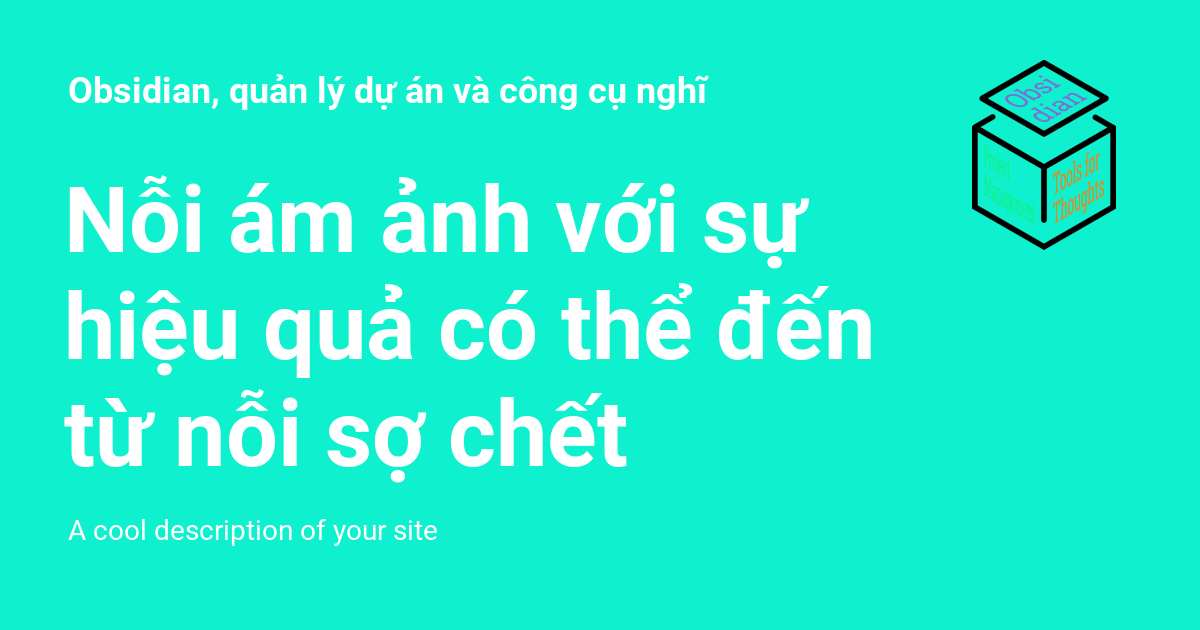 Obsidian, quản lý dự án và công cụ nghĩ
Obsi
dian
Project
Management
Tools for
Thoughts
Nỗi ám ảnh với sự
hiệu quả có thể đến
từ nỗi sợ chết
A cool description of your site